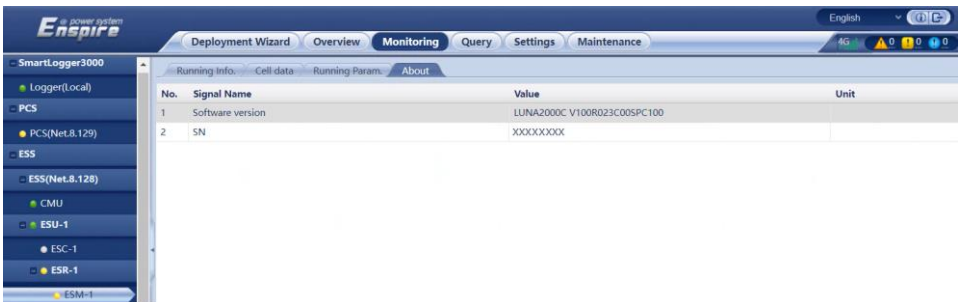 e power system
Enspire
English
Deployment Wizard Overview Monitoring Query Settings Maintenance
4G 0 0 0
SmartLogger3000
Logger(Local)
PCS
PCS(Net.8.129)
ESS
ESS(Net.8.128)
CMU
ESU-1
ESC-1
ESR-1
ESM-1
Running Info. Cell data Running Param. About
No. Signal Name Value Unit
1 Software version LUNA2000C V100R023C00SPC100
2 SN XXXXXXXX